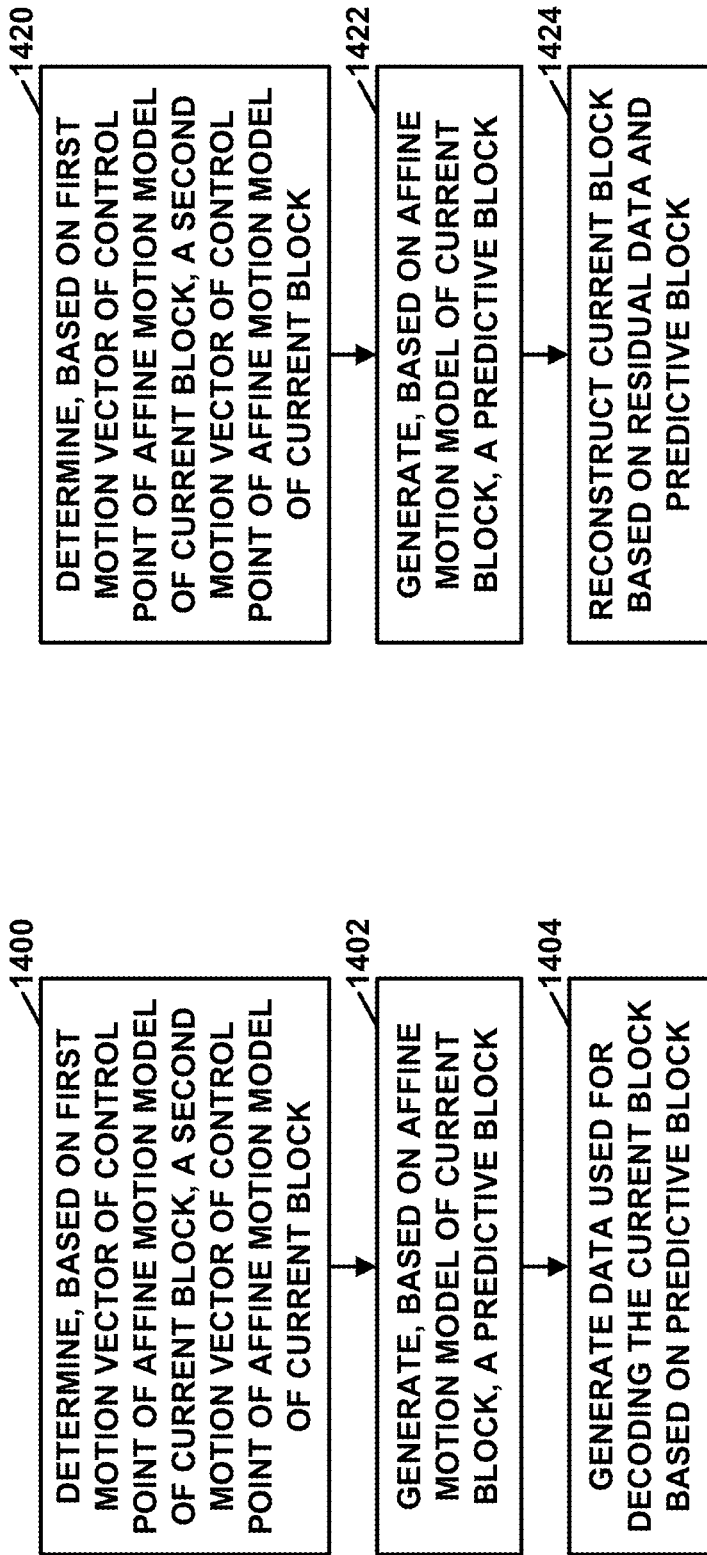 1400
DETERMINE, BASED ON FIRST
MOTION VECTOR OF CONTROL
POINT OF AFFINE MOTION MODEL
OF CURRENT BLOCK, A SECOND
MOTION VECTOR OF CONTROL
POINT OF AFFINE MOTION MODEL
OF CURRENT BLOCK
1402
GENERATE, BASED ON AFFINE
MOTION MODEL OF CURRENT
BLOCK, A PREDICTIVE BLOCK
1404
GENERATE DATA USED FOR
DECODING THE CURRENT BLOCK
BASED ON PREDICTIVE BLOCK
1420
DETERMINE, BASED ON FIRST
MOTION VECTOR OF CONTROL
POINT OF AFFINE MOTION MODEL
OF CURRENT BLOCK, A SECOND
MOTION VECTOR OF CONTROL
POINT OF AFFINE MOTION MODEL
OF CURRENT BLOCK
1422
GENERATE, BASED ON AFFINE
MOTION MODEL OF CURRENT
BLOCK, A PREDICTIVE BLOCK
1424
RECONSTRUCT CURRENT BLOCK
BASED ON RESIDUAL DATA AND
PREDICTIVE BLOCK